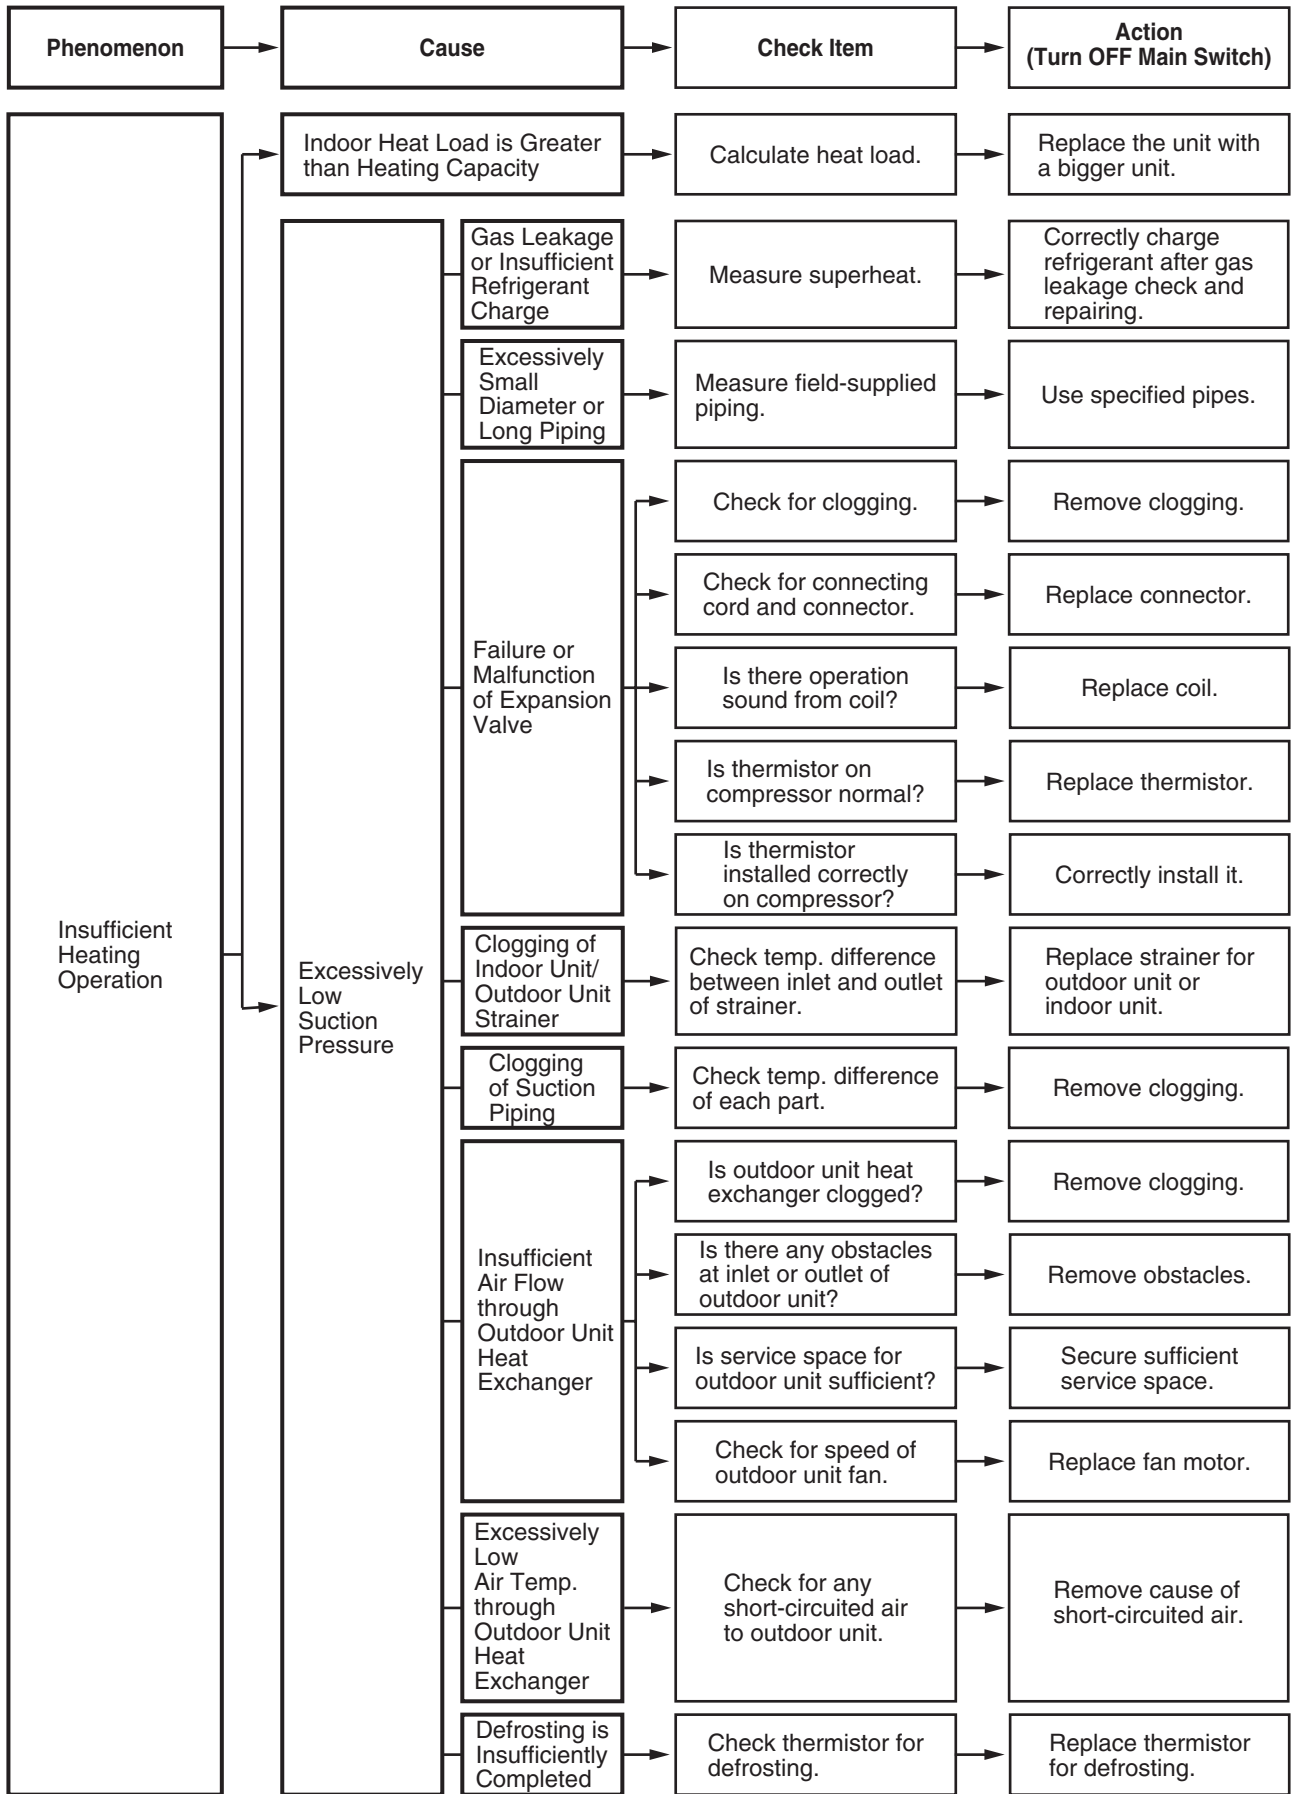 Phenomenon
Cause
Check Item
Action
(Turn OFF Main Switch)
Insufficient
Heating
Operation
Indoor Heat Load is Greater
than Heating Capacity
Calculate heat load.
Replace the unit with
a bigger unit.
Excessively
Low
Suction
Pressure
Gas Leakage
or Insufficient
Refrigerant
Charge
Measure superheat.
Correctly charge
refrigerant after gas
leakage check and
repairing.
Excessively
Small
Diameter or
Long Piping
Measure field-supplied
piping.
Use specified pipes.
Failure or
Malfunction
of Expansion
Valve
Check for clogging.
Remove clogging.
Check for connecting
cord and connector.
Replace connector.
Is there operation
sound from coil?
Replace coil.
Is thermistor on
compressor normal?
Replace thermistor.
Is thermistor
installed correctly
on compressor?
Correctly install it.
Clogging of
Indoor Unit/
Outdoor Unit
Strainer
Check temp. difference
between inlet and outlet
of strainer.
Replace strainer for
outdoor unit or
indoor unit.
Clogging
of Suction
Piping
Check temp. difference
of each part.
Remove clogging.
Insufficient
Air Flow
through
Outdoor Unit
Heat
Exchanger
Is outdoor unit heat
exchanger clogged?
Remove clogging.
Is there any obstacles
at inlet or outlet of
outdoor unit?
Remove obstacles.
Is service space for
outdoor unit sufficient?
Secure sufficient
service space.
Check for speed of
outdoor unit fan.
Replace fan motor.
Excessively
Low
Air Temp.
through
Outdoor Unit
Heat
Exchanger
Check for any
short-circuited air
to outdoor unit.
Remove cause of
short-circuited air.
Defrosting is
Insufficiently
Completed
Check thermistor for
defrosting.
Replace thermistor
for defrosting.